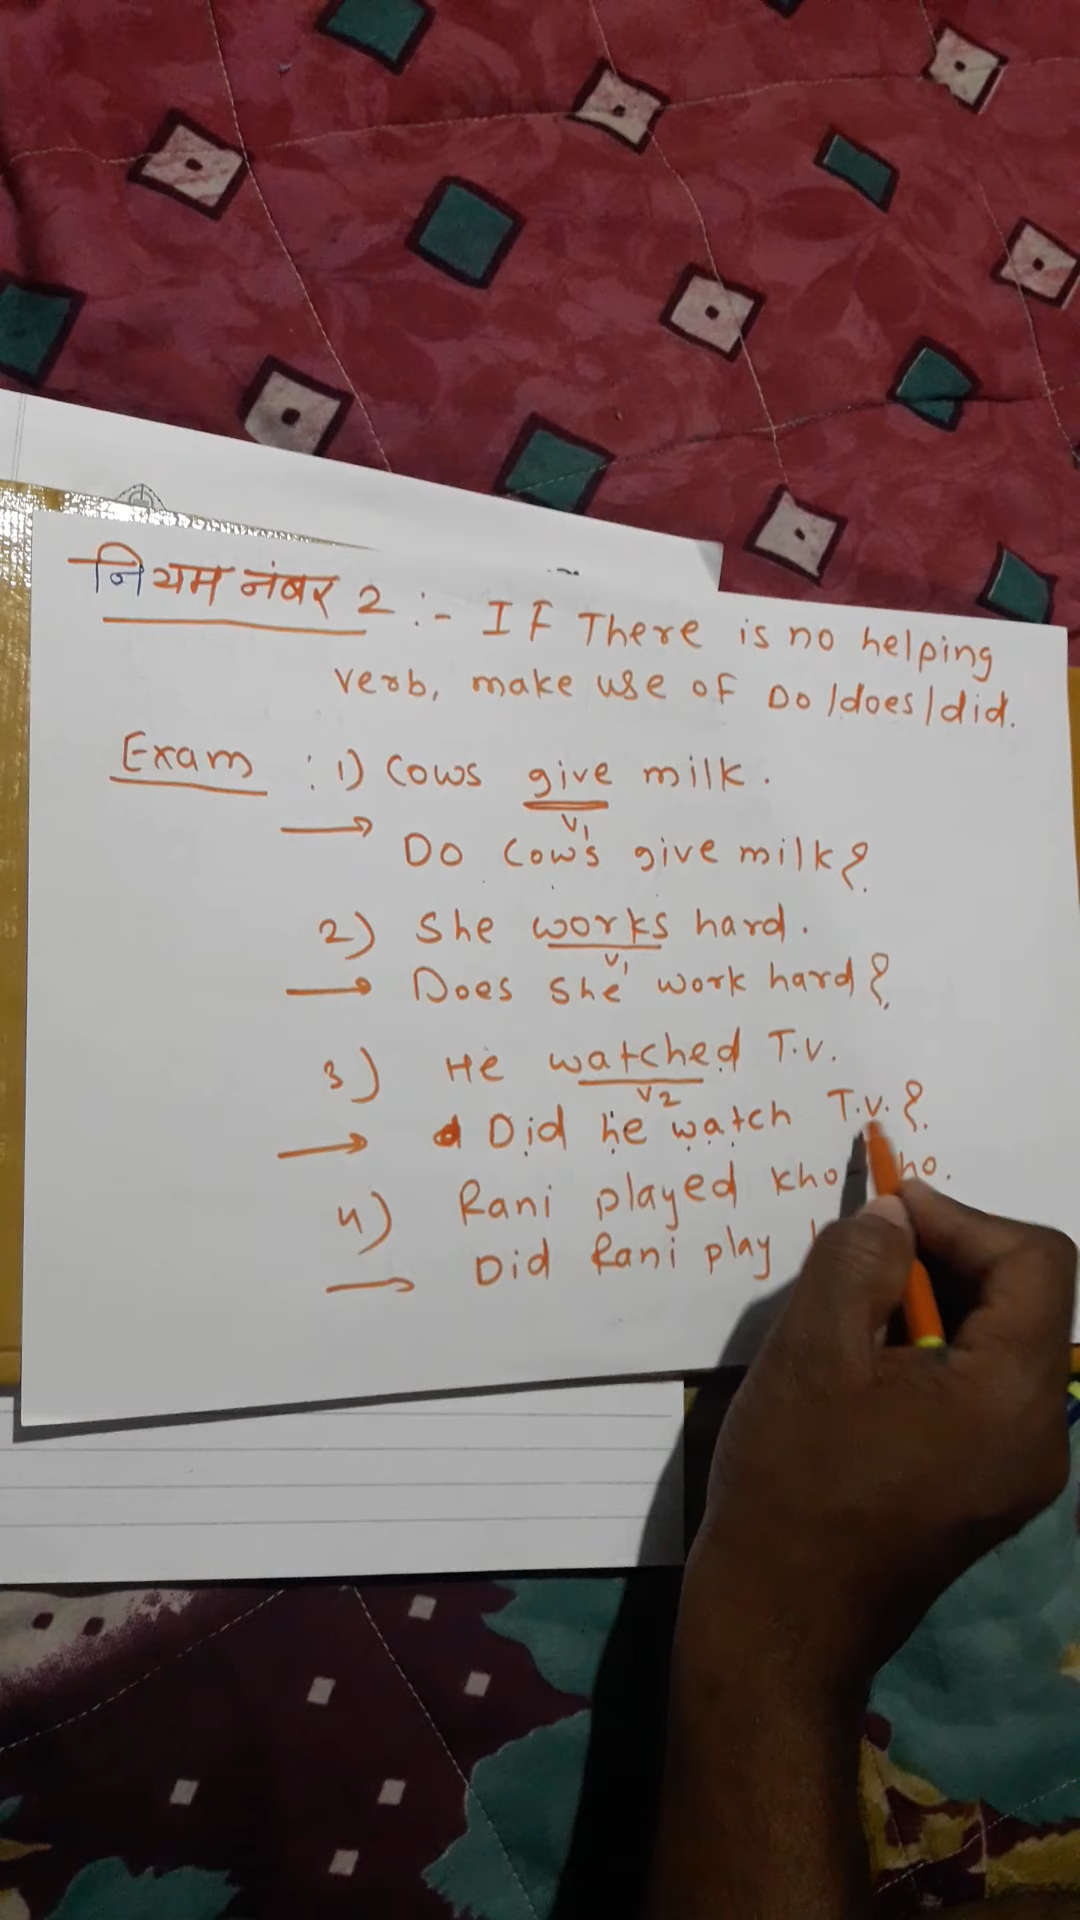 नियम नंबर 2 :- IF There is no helping
verb, make use of Do/does/did.
Exam :1) Cows give milk.
V1
→ Do Cows give milk?
2) She works hard.
V1
→ Does She work hard?
3) He watched T.V.
V2
→ Did he watch T.V.?
4) Rani played kho
→ Did Rani play